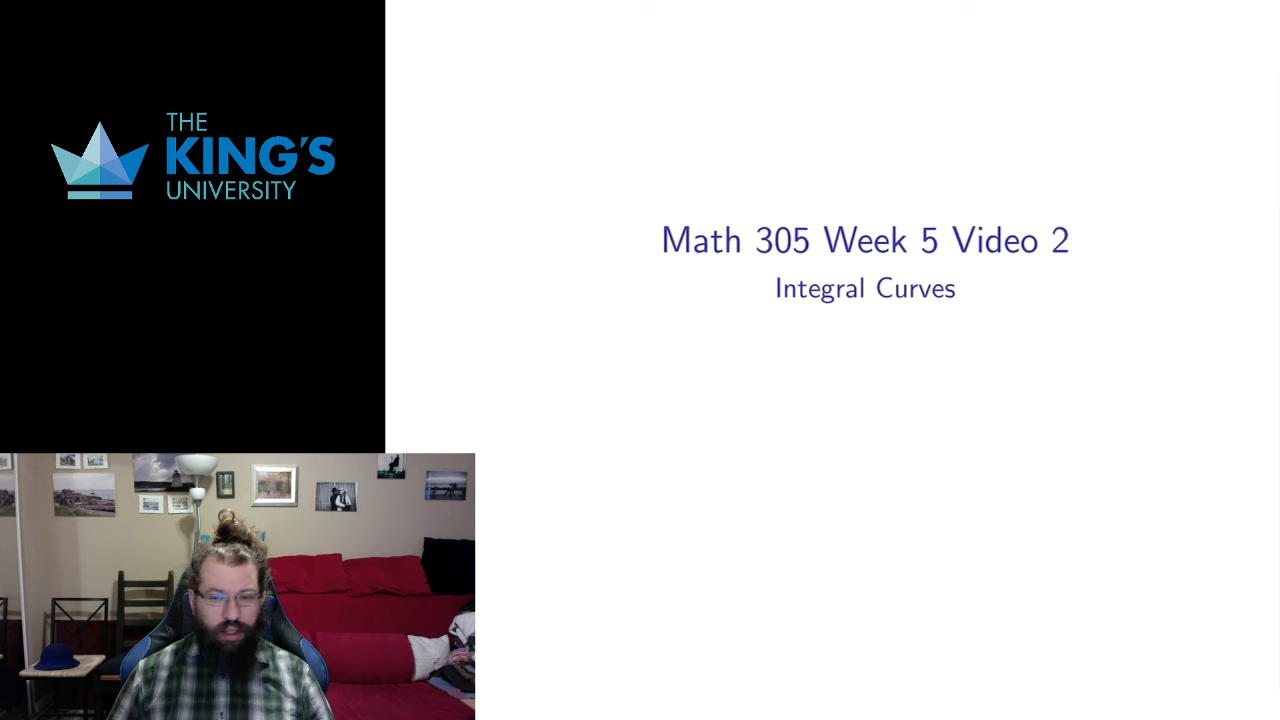 THE
KING'S
UNIVERSITY
Math 305 Week 5 Video 2
Integral Curves